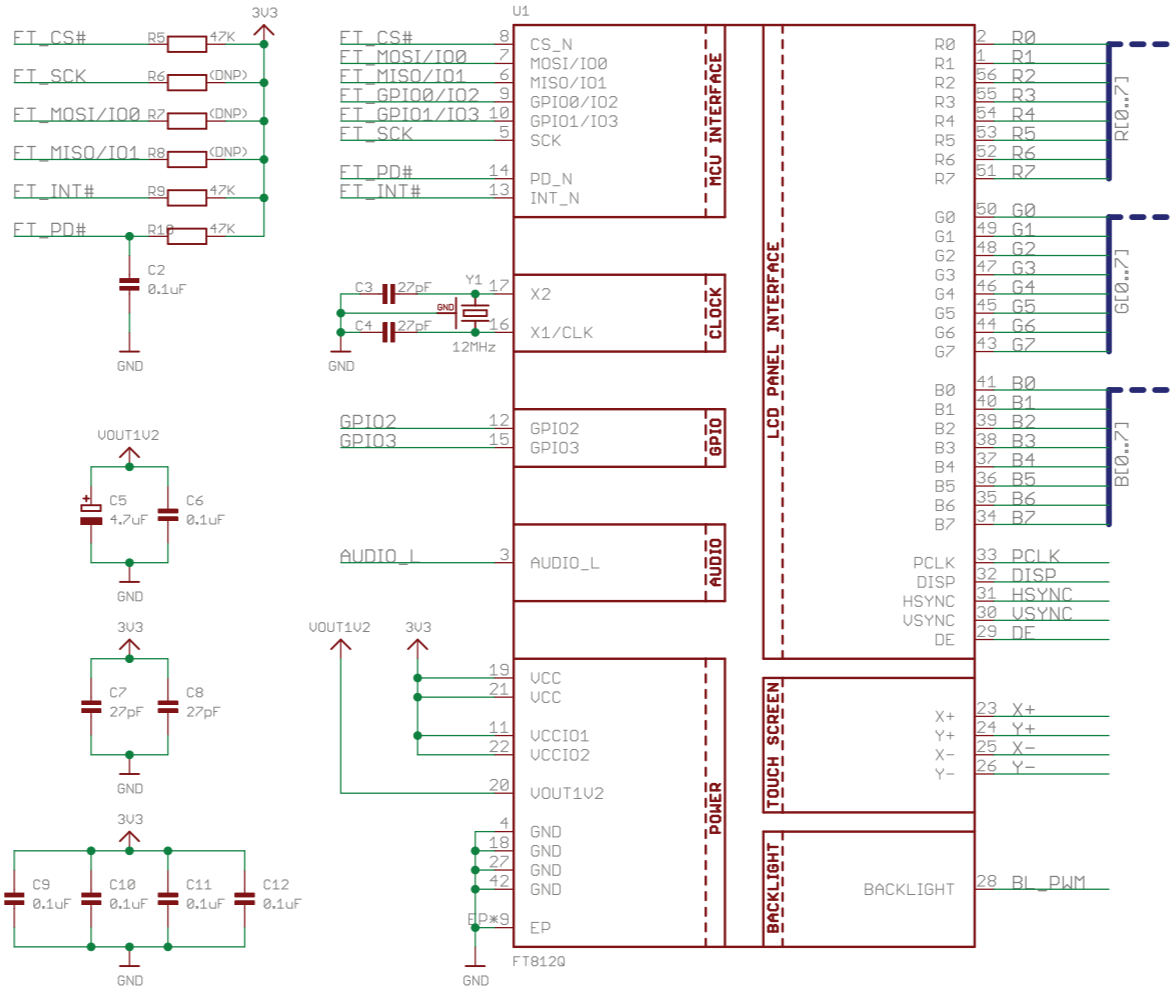 3V3
FT_CS# R5 47K
FT_SCK R6 (DNP)
FT_MOSI/IO0 R7 (DNP)
FT_MISO/IO1 R8 (DNP)
FT_INT# R9 47K
FT_PD# R10 47K
C2
0.1uF
GND
VOUT1V2
C5
4.7uF
C6
0.1uF
GND
3V3
C7
27pF
C8
27pF
GND
3V3
C9
0.1uF
C10
0.1uF
C11
0.1uF
C12
0.1uF
GND
U1
FT_CS# 8 CS_N
FT_MOSI/IO0 7 MOSI/IO0
FT_MISO/IO1 6 MISO/IO1
FT_GPIO0/IO2 9 GPIO0/IO2
FT_GPIO1/IO3 10 GPIO1/IO3
FT_SCK 5 SCK
FT_PD# 14 PD_N
FT_INT# 13 INT_N
MCU INTERFACE
C3 27pF
Y1
17 X2
GND
C4 27pF
16 X1/CLK
12MHz
GND
CLOCK
GPIO2 12 GPIO2
GPIO3 15 GPIO3
GPIO
AUDIO_L 3 AUDIO_L
AUDIO
VOUT1V2
3V3
19 VCC
21 VCC
11 VCCIO1
22 VCCIO2
20 VOUT1V2
4 GND
18 GND
27 GND
42 GND
EP*9 EP
POWER
GND
FT812Q
LCD PANEL INTERFACE
R0 2 R0
R1 1 R1
R2 56 R2
R3 55 R3
R4 54 R4
R5 53 R5
R6 52 R6
R7 51 R7
R[0..7]
G0 50 G0
G1 49 G1
G2 48 G2
G3 47 G3
G4 46 G4
G5 45 G5
G6 44 G6
G7 43 G7
G[0..7]
B0 41 B0
B1 40 B1
B2 39 B2
B3 38 B3
B4 37 B4
B5 36 B5
B6 35 B6
B7 34 B7
B[0..7]
PCLK 33 PCLK
DISP 32 DISP
HSYNC 31 HSYNC
VSYNC 30 VSYNC
DE 29 DE
TOUCH SCREEN
X+ 23 X+
Y+ 24 Y+
X- 25 X-
Y- 26 Y-
BACKLIGHT
BACKLIGHT 28 BL_PWM